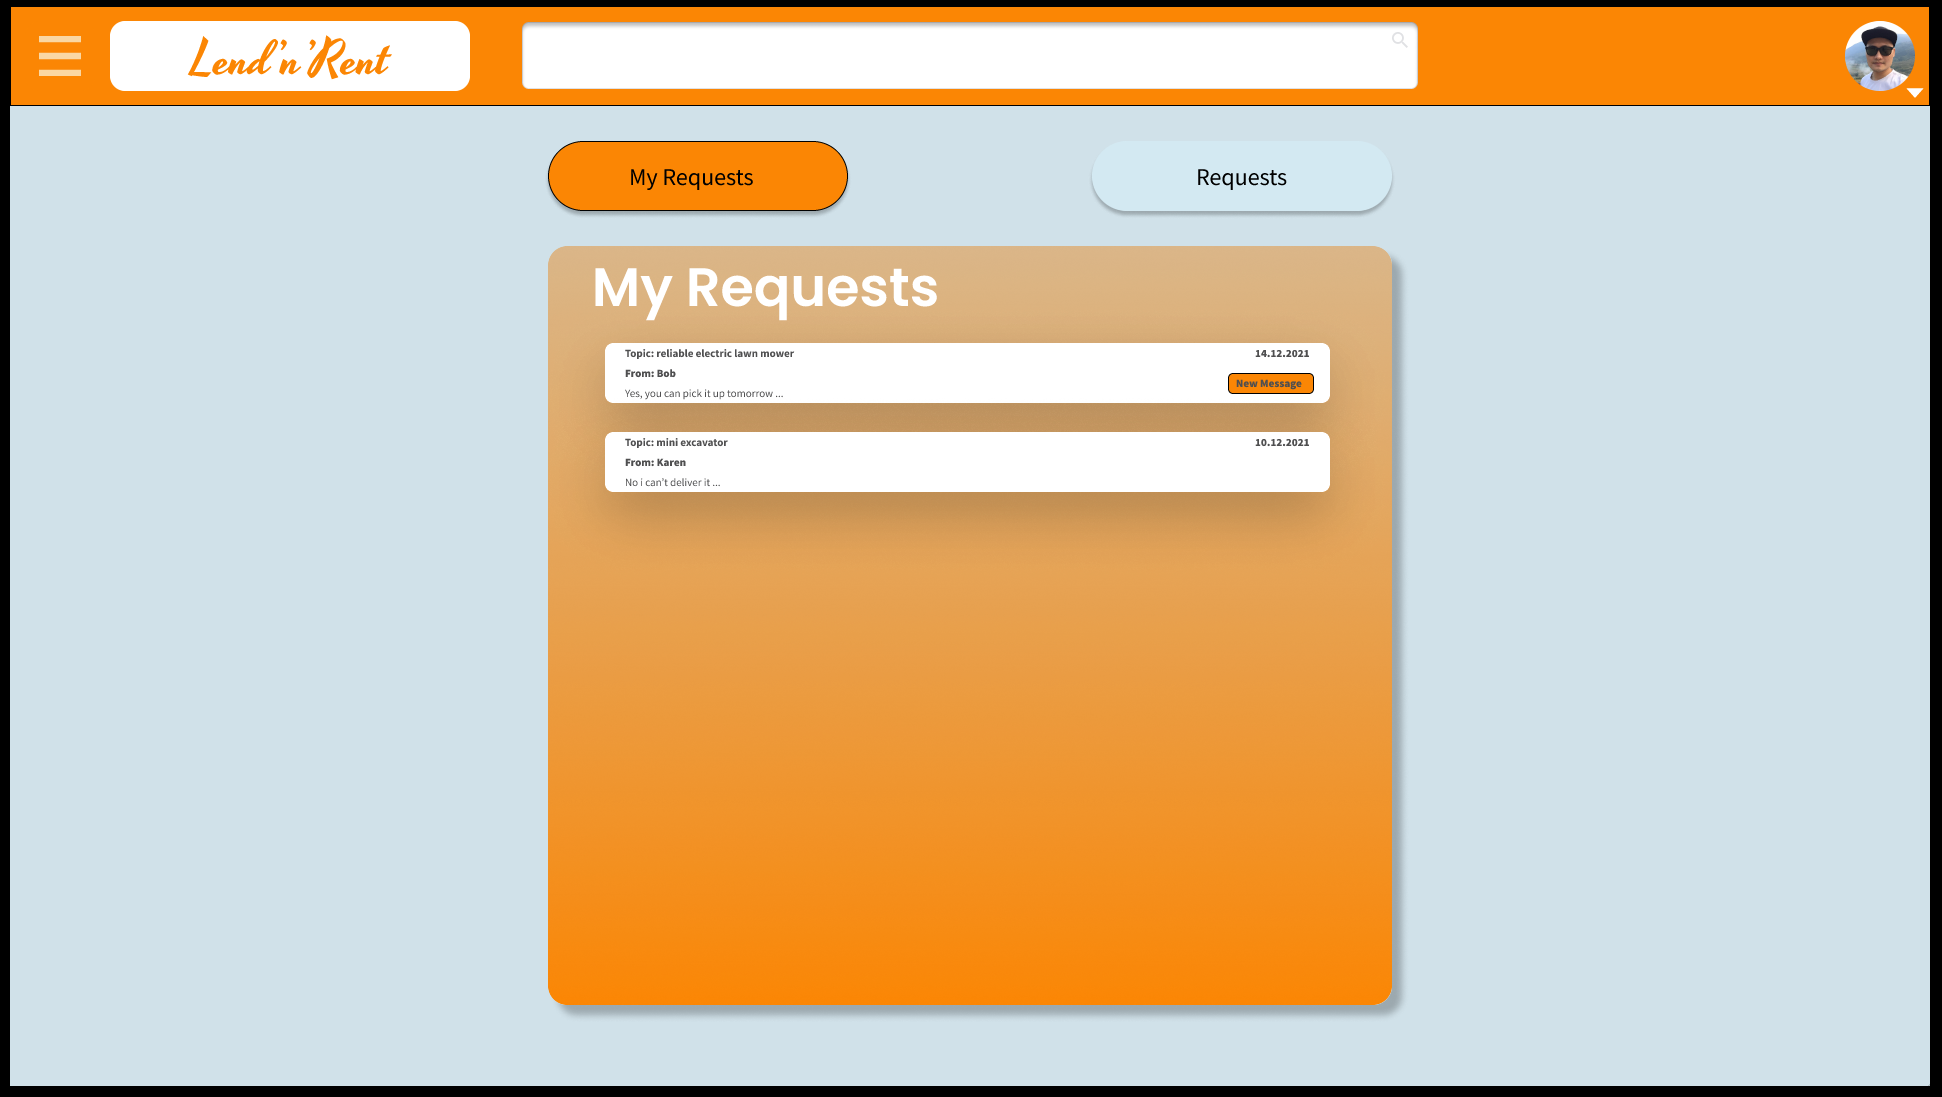 Lend'n'Rent
My Requests
Requests
My Requests
Topic: reliable electric lawn mower
14.12.2021
From: Bob
New Message
Yes, you can pick it up tomorrow ...
Topic: mini excavator
10.12.2021
From: Karen
No i can't deliver it ...